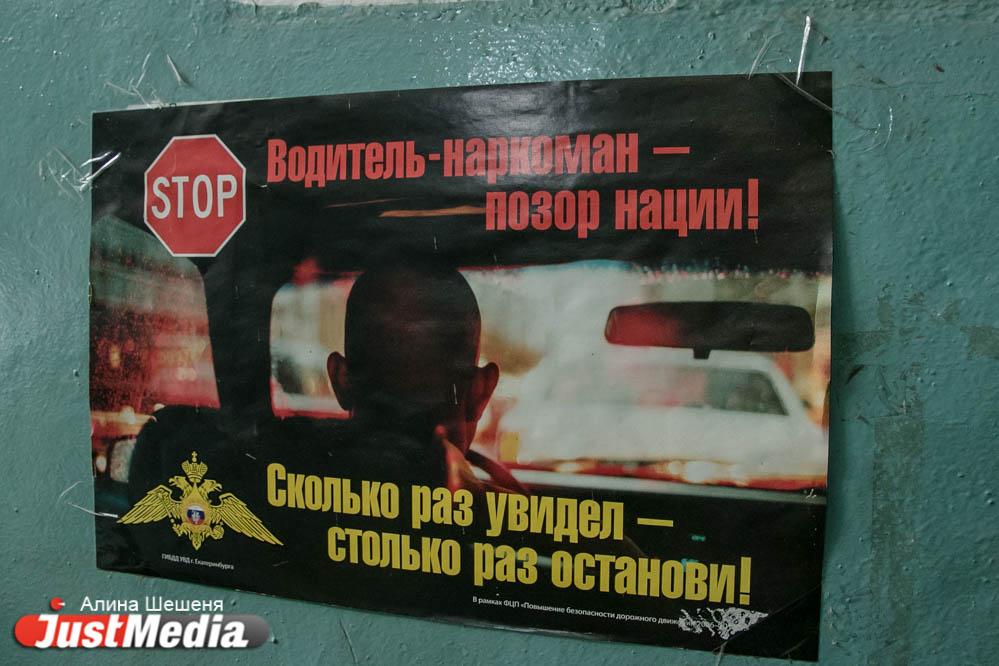 STOP
Водитель-наркоман –
позор нации!
Сколько раз увидел –
столько раз останови!
ГИБДД УВД г. Екатеринбурга
В рамках ФЦП «Повышение безопасности дорожного
Алина Шешеня
JustMedia